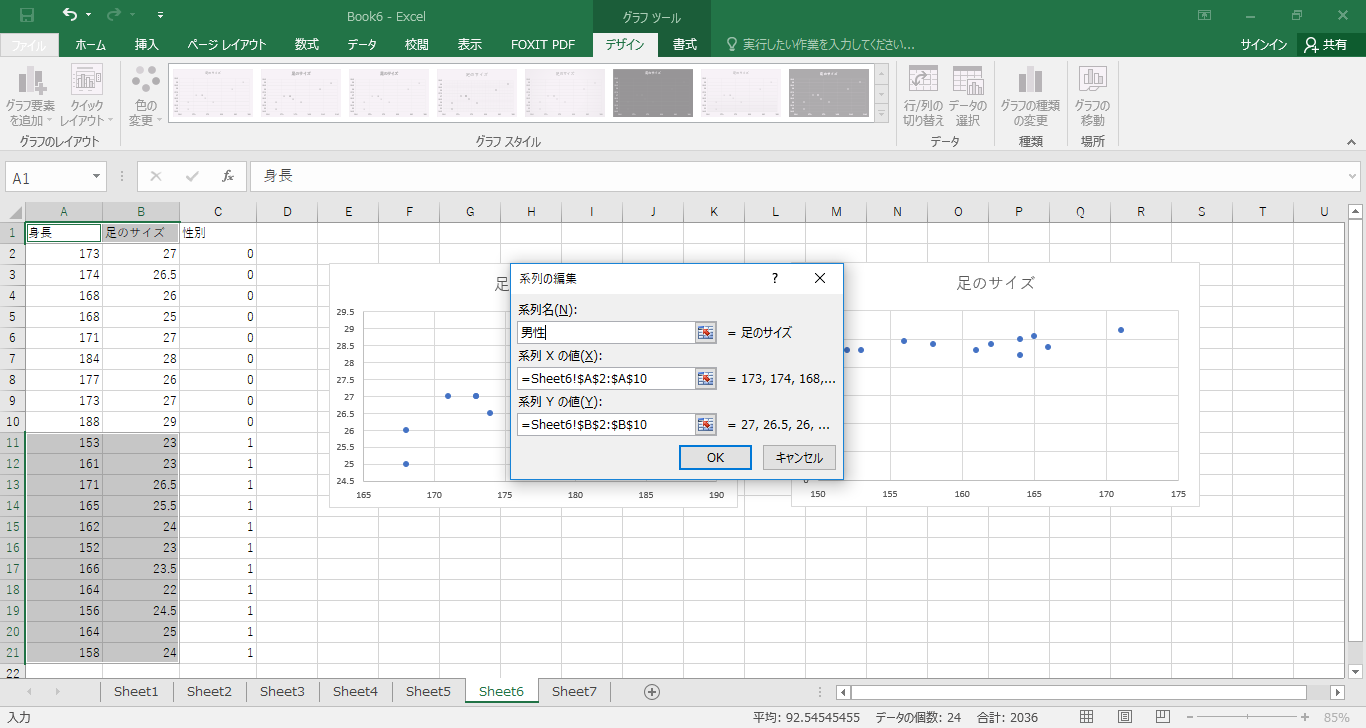 Book6 - Excel
グラフ ツール
ファイル ホーム 挿入 ページ レイアウト 数式 データ 校閲 表示 FOXIT PDF デザイン 書式 実行したい作業を入力してください... サインイン 共有
グラフ要素を追加
クイックレイアウト
色の変更
行/列の切り替え
データの選択
グラフの種類の変更
グラフの移動
グラフのレイアウト グラフ スタイル データ 種類 場所
A1 fx 身長
A B C D E F G H I J K L M N O P Q R S T U
1 身長 足のサイズ 性別
2 173 27 0
3 174 26.5 0
4 168 26 0
5 168 25 0
6 171 27 0
7 184 28 0
8 177 26 0
9 173 27 0
10 188 29 0
11 153 23 1
12 161 23 1
13 171 26.5 1
14 165 25.5 1
15 162 24 1
16 152 23 1
17 166 23.5 1
18 164 22 1
19 156 24.5 1
20 164 25 1
21 158 24 1
22
足
29.5
29
28.5
28
27.5
27
26.5
26
25.5
25
24.5
165 170 175 180 185 190
系列の編集 ?
系列名(N):
男性 = 足のサイズ
系列 X の値(X):
=Sheet6!$A$2:$A$10 = 173, 174, 168,...
系列 Y の値(Y):
=Sheet6!$B$2:$B$10 = 27, 26.5, 26, ...
OK キャンセル
足のサイズ
0
150 155 160 165 170 175
Sheet1 Sheet2 Sheet3 Sheet4 Sheet5 Sheet6 Sheet7
入力 平均: 92.54545455 データの個数: 24 合計: 2036 85%